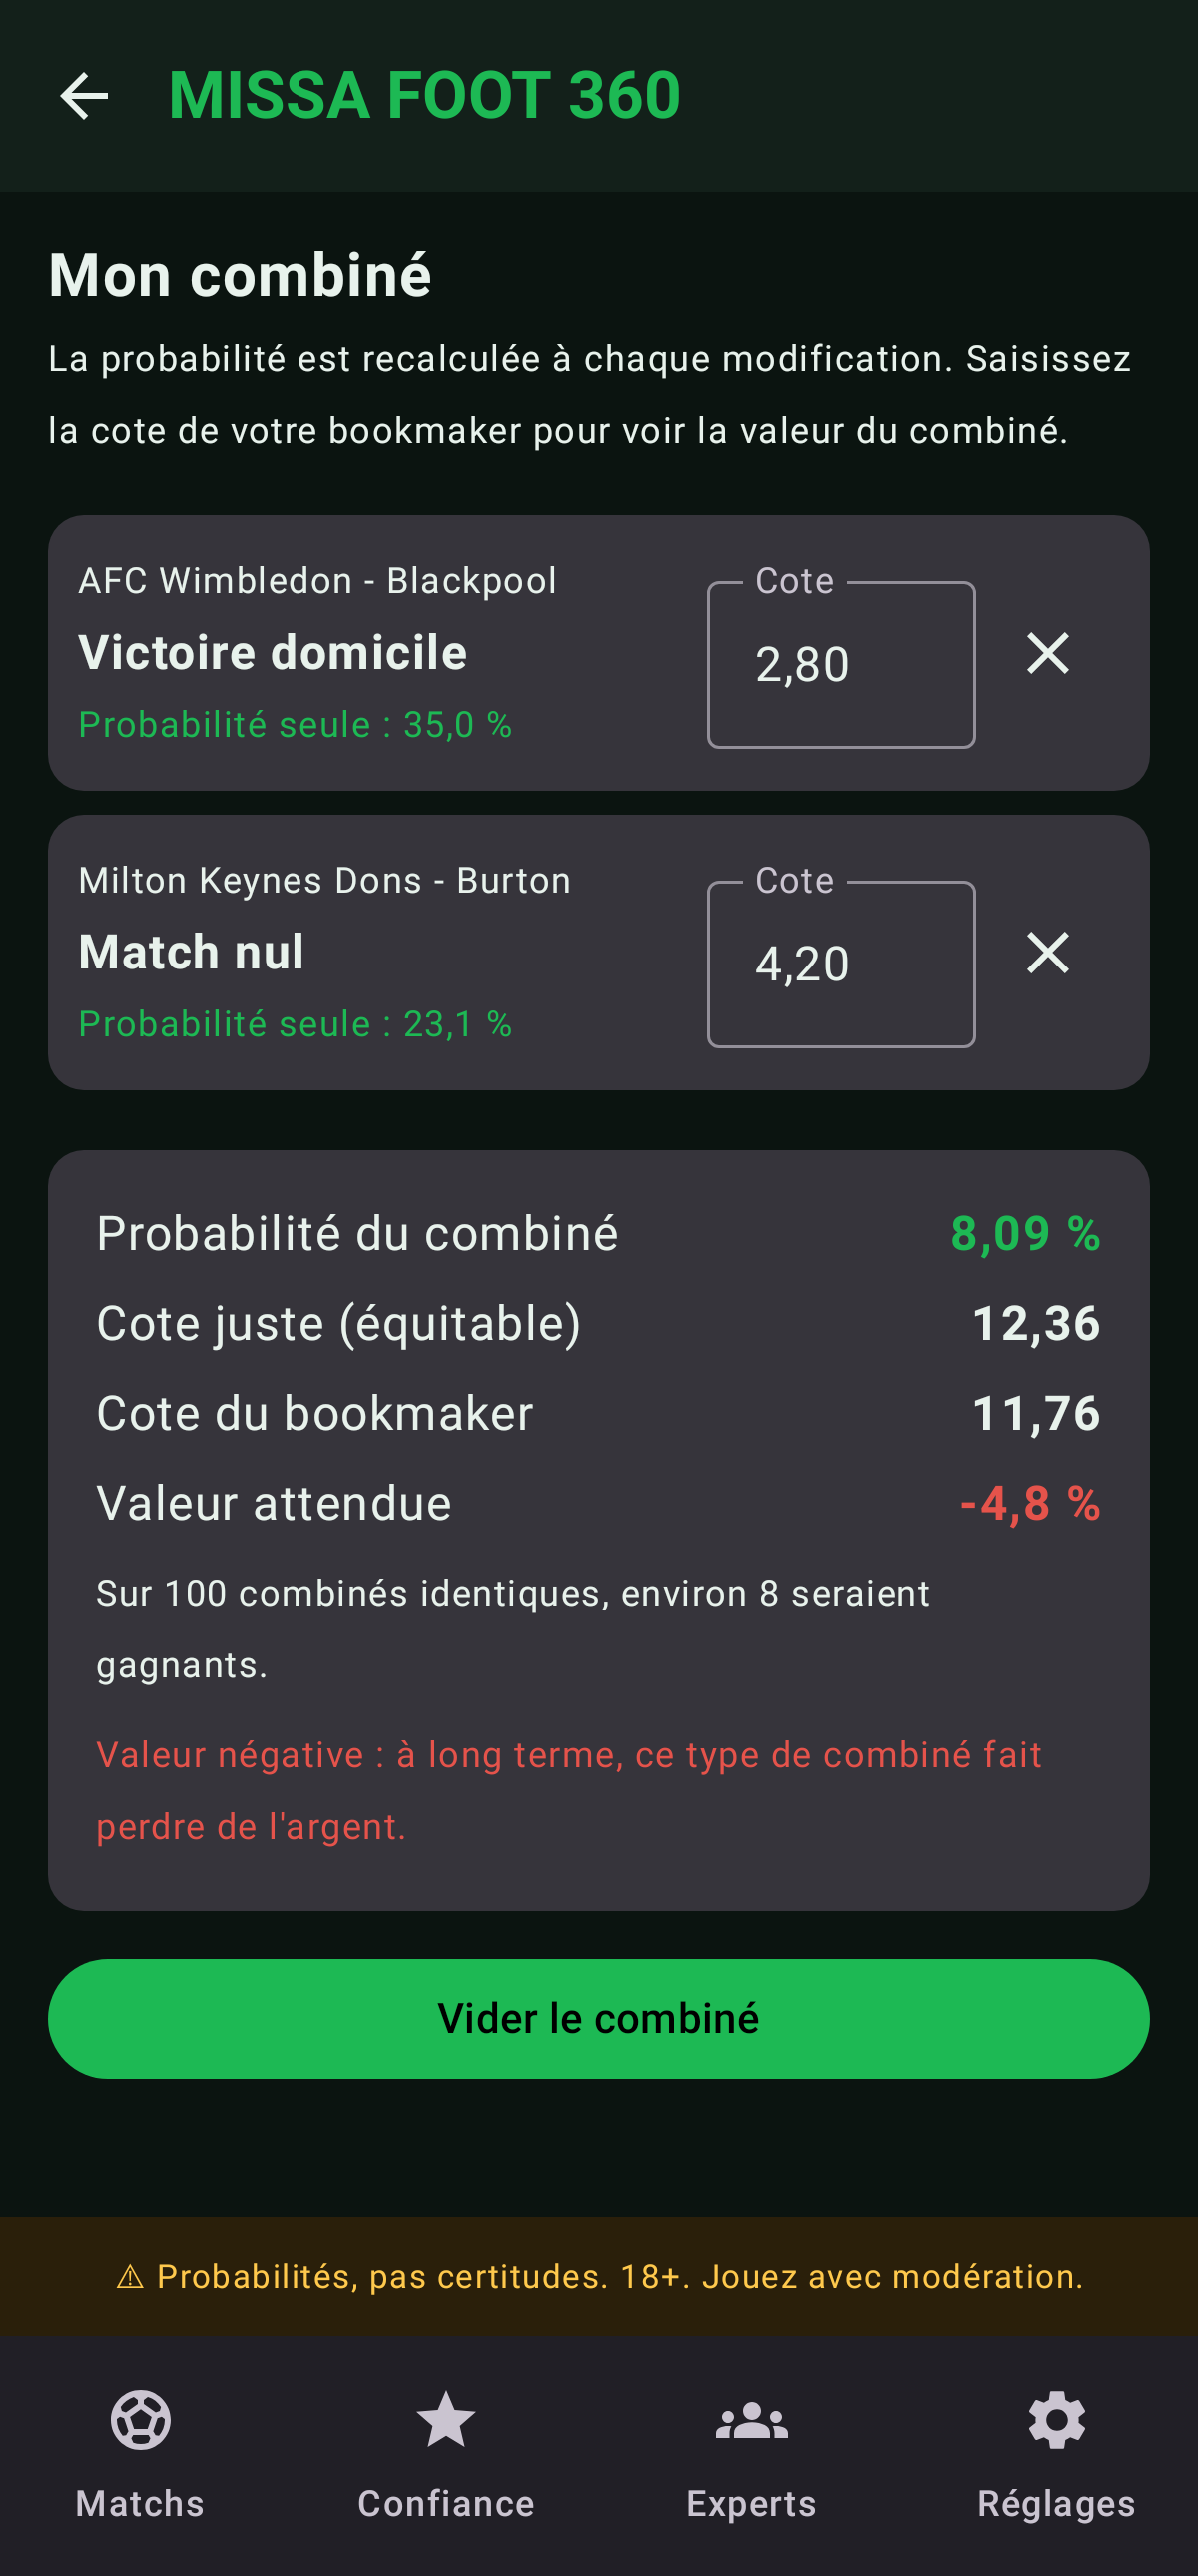 MISSA FOOT 360
Mon combiné
La probabilité est recalculée à chaque modification. Saisissez
la cote de votre bookmaker pour voir la valeur du combiné.
AFC Wimbledon - Blackpool
Victoire domicile
Probabilité seule : 35,0 %
Cote
2,80
Milton Keynes Dons - Burton
Match nul
Probabilité seule : 23,1 %
Cote
4,20
Probabilité du combiné 8,09 %
Cote juste (équitable) 12,36
Cote du bookmaker 11,76
Valeur attendue -4,8 %
Sur 100 combinés identiques, environ 8 seraient
gagnants.
Valeur négative : à long terme, ce type de combiné fait
perdre de l'argent.
Vider le combiné
⚠ Probabilités, pas certitudes. 18+. Jouez avec modération.
Matchs Confiance Experts Réglages